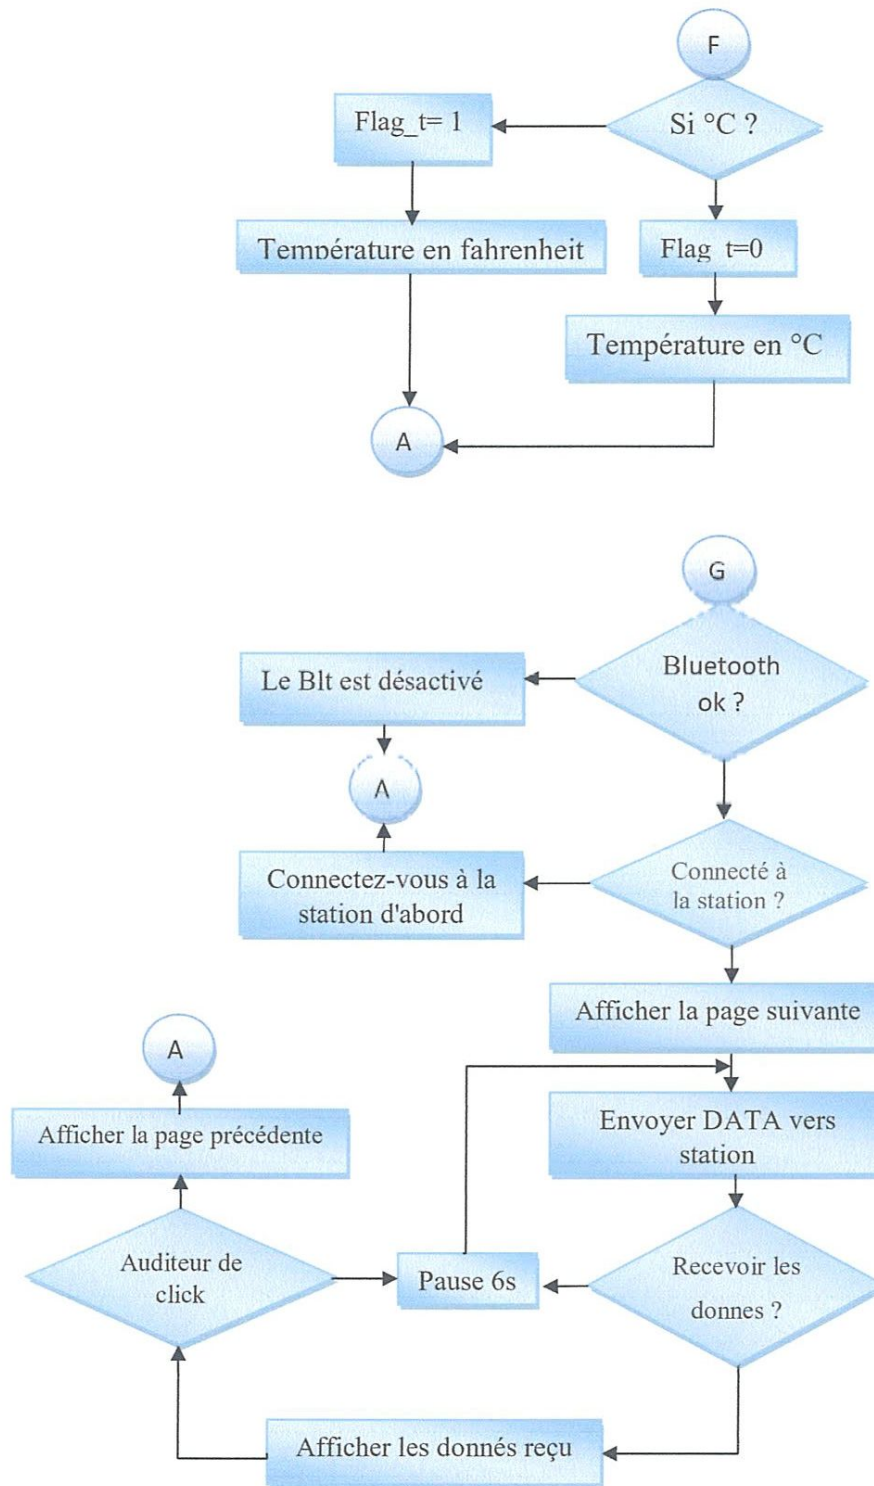 F
Si °C ?
Flag_t= 1
Température en fahrenheit
Flag_t=0
Température en °C
A
G
Bluetooth
ok ?
Le Blt est désactivé
A
Connecté à
la station ?
Connectez-vous à la
station d'abord
Afficher la page suivante
A
Afficher la page précédente
Envoyer DATA vers
station
Auditeur de
click
Pause 6s
Recevoir les
donnes ?
Afficher les donnés reçu